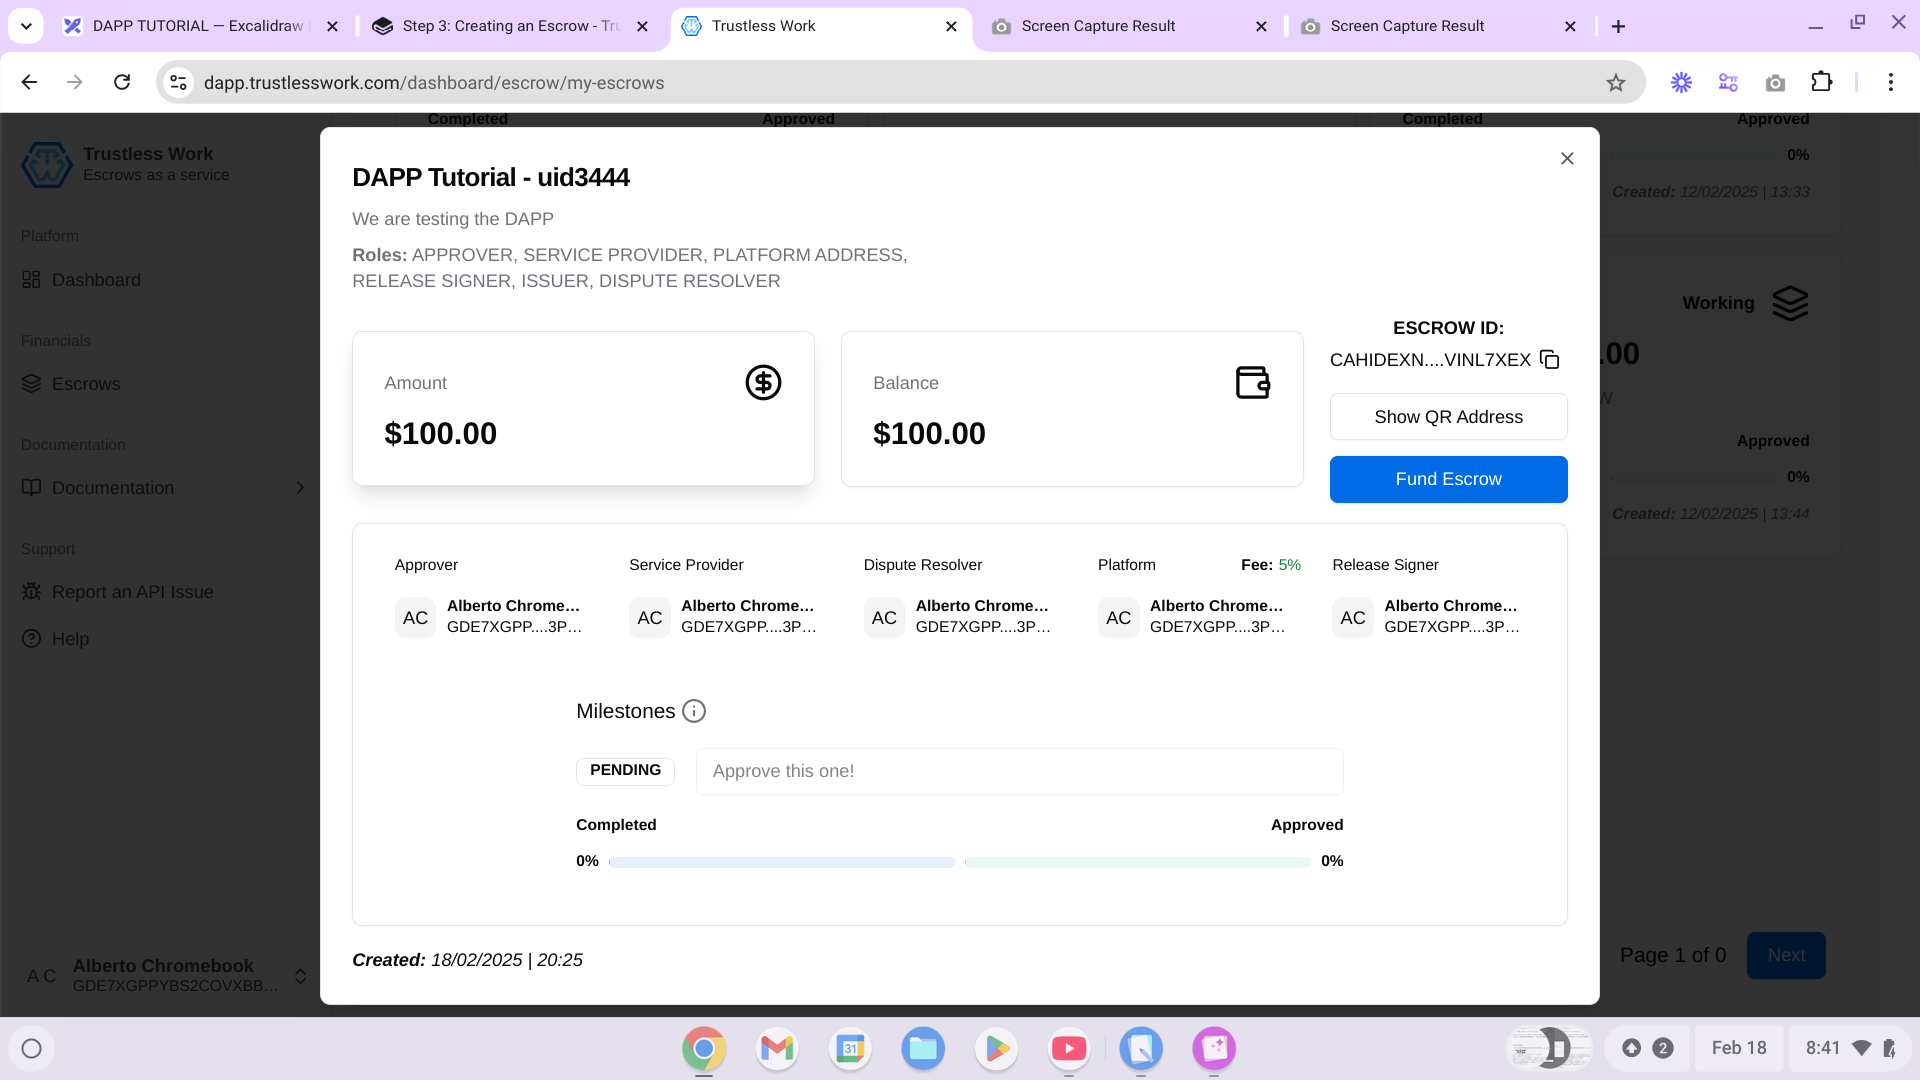 DAPP TUTORIAL — Excalidraw
Step 3: Creating an Escrow - Tru
Trustless Work
Screen Capture Result
Screen Capture Result
dapp.trustlesswork.com/dashboard/escrow/my-escrows
Completed Approved
Completed Approved
Trustless Work
Escrows as a service
Platform
Dashboard
Financials
Escrows
Documentation
Documentation
Support
Report an API Issue
Help
A C
Alberto Chromebook
GDE7XGPPYBS2COVXBB...
0%
Created: 12/02/2025 | 13:33
Working
.00
W
Approved
0%
Created: 12/02/2025 | 13:44
Page 1 of 0
Next
DAPP Tutorial - uid3444
We are testing the DAPP
Roles: APPROVER, SERVICE PROVIDER, PLATFORM ADDRESS,
RELEASE SIGNER, ISSUER, DISPUTE RESOLVER
Amount
$100.00
Balance
$100.00
ESCROW ID:
CAHIDEXN....VINL7XEX
Show QR Address
Fund Escrow
Approver
AC
Alberto Chrome...
GDE7XGPP....3P...
Service Provider
AC
Alberto Chrome...
GDE7XGPP....3P...
Dispute Resolver
AC
Alberto Chrome...
GDE7XGPP....3P...
Platform Fee: 5%
AC
Alberto Chrome...
GDE7XGPP....3P...
Release Signer
AC
Alberto Chrome...
GDE7XGPP....3P...
Milestones
PENDING
Approve this one!
Completed Approved
0% 0%
Created: 18/02/2025 | 20:25
31
2
Feb 18
8:41